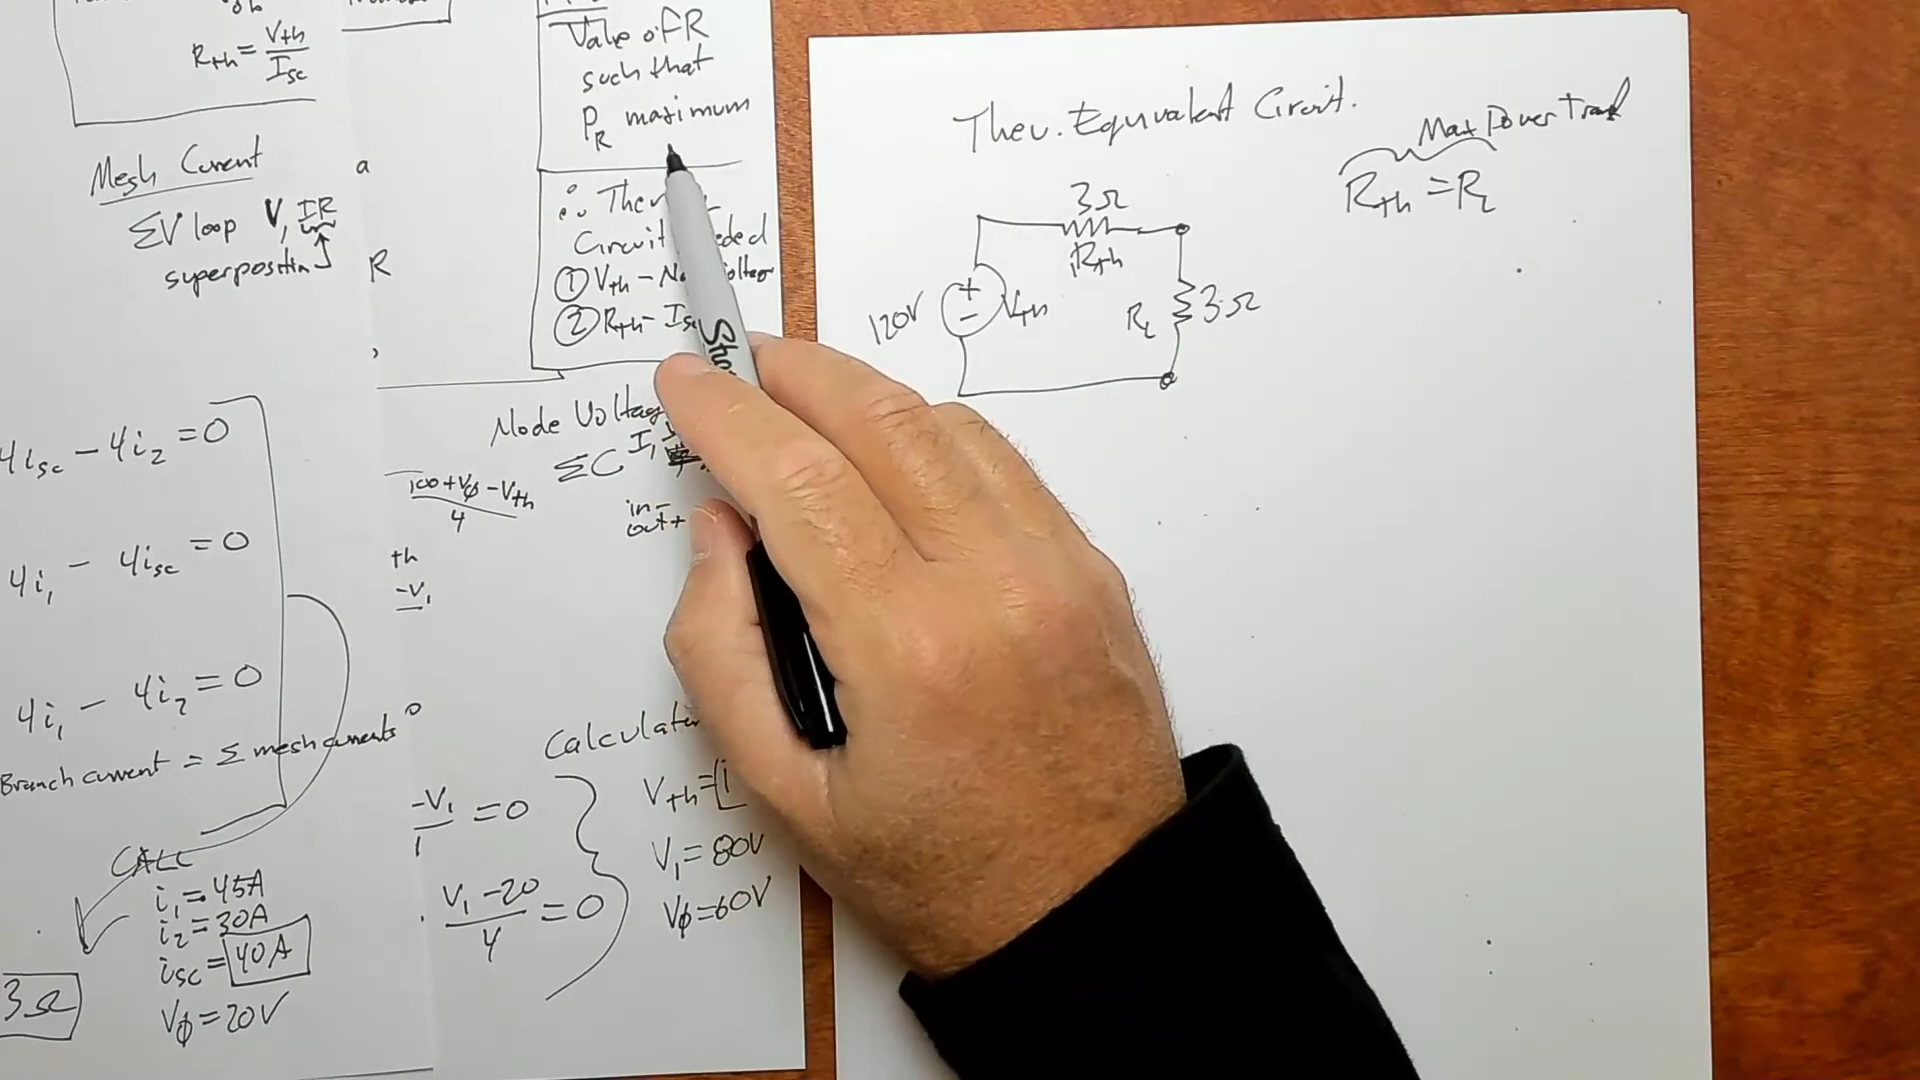 Rth = Vth / Isc
Mesh Current
ΣV loop V, IR
superposition
a
R
4isc - 4i2 = 0
4i1 - 4isc = 0
4i1 - 4i2 = 0
Branch current = Σ mesh currents
CALC
i1 = 45A
i2 = 30A
isc = 40A
Vφ = 20V
3Ω
Value of R
such that
PR maximum
∴ Thev
Circuit
① Vth -
② Rth - Isc
Node Voltag
ΣC I,
in -
out +
100+Vφ-Vth / 4
th
-V1
-V1 / 1 = 0
V1 - 20 / 4 = 0
Calculat
Vth =
V1 = 80V
Vφ = 60V
Thev. Equivalent Circuit.
Max Power
Rth = RL
3Ω
Rth
120V
+
-
Vth
RL
3Ω